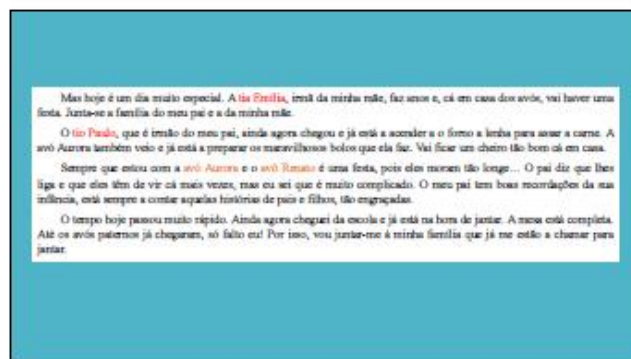 Mas hoje é um dia muito especial. A tia Emília, irmã da minha mãe, faz anos e, cá em casa dos avós, vai haver uma
festa. Junta-se a família do meu pai e a da minha mãe.
O tio Paulo, que é irmão do meu pai, ainda agora chegou e já está a acender a o forno a lenha para assar a carne. A
avó Aurora também veio e já está a preparar os maravilhosos bolos que ela faz. Vai ficar um cheiro tão bom cá em casa.
Sempre que estou com a avó Aurora e o avô Renato é uma festa, pois eles moram tão longe… O pai diz que lhes
liga e que eles têm de vir cá mais vezes, mas eu sei que é muito complicado. O meu pai tem boas recordações da sua
infância, está sempre a contar aquelas histórias de pais e filhos, tão engraçadas.
O tempo hoje passou muito rápido. Ainda agora cheguei da escola e já está na hora de jantar. A mesa está completa.
Até os avós paternos já chegaram, só falto eu! Por isso, vou juntar-me à minha família que já me estão a chamar para
jantar.